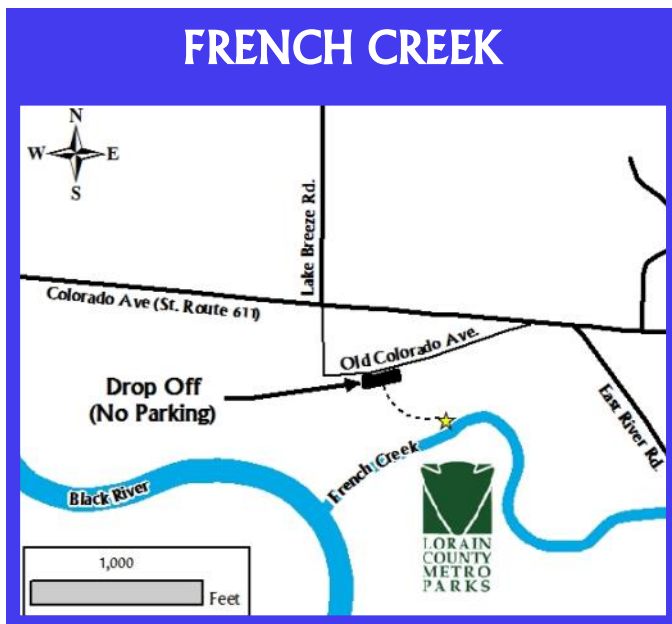 FRENCH CREEK
N
W E
S
Lake Breeze Rd.
Colorado Ave (St. Route 611)
Old Colorado Ave.
Drop Off
(No Parking)
East River Rd.
French Creek
Black River
LORAIN
COUNTY
METRO
PARKS
1,000
Feet